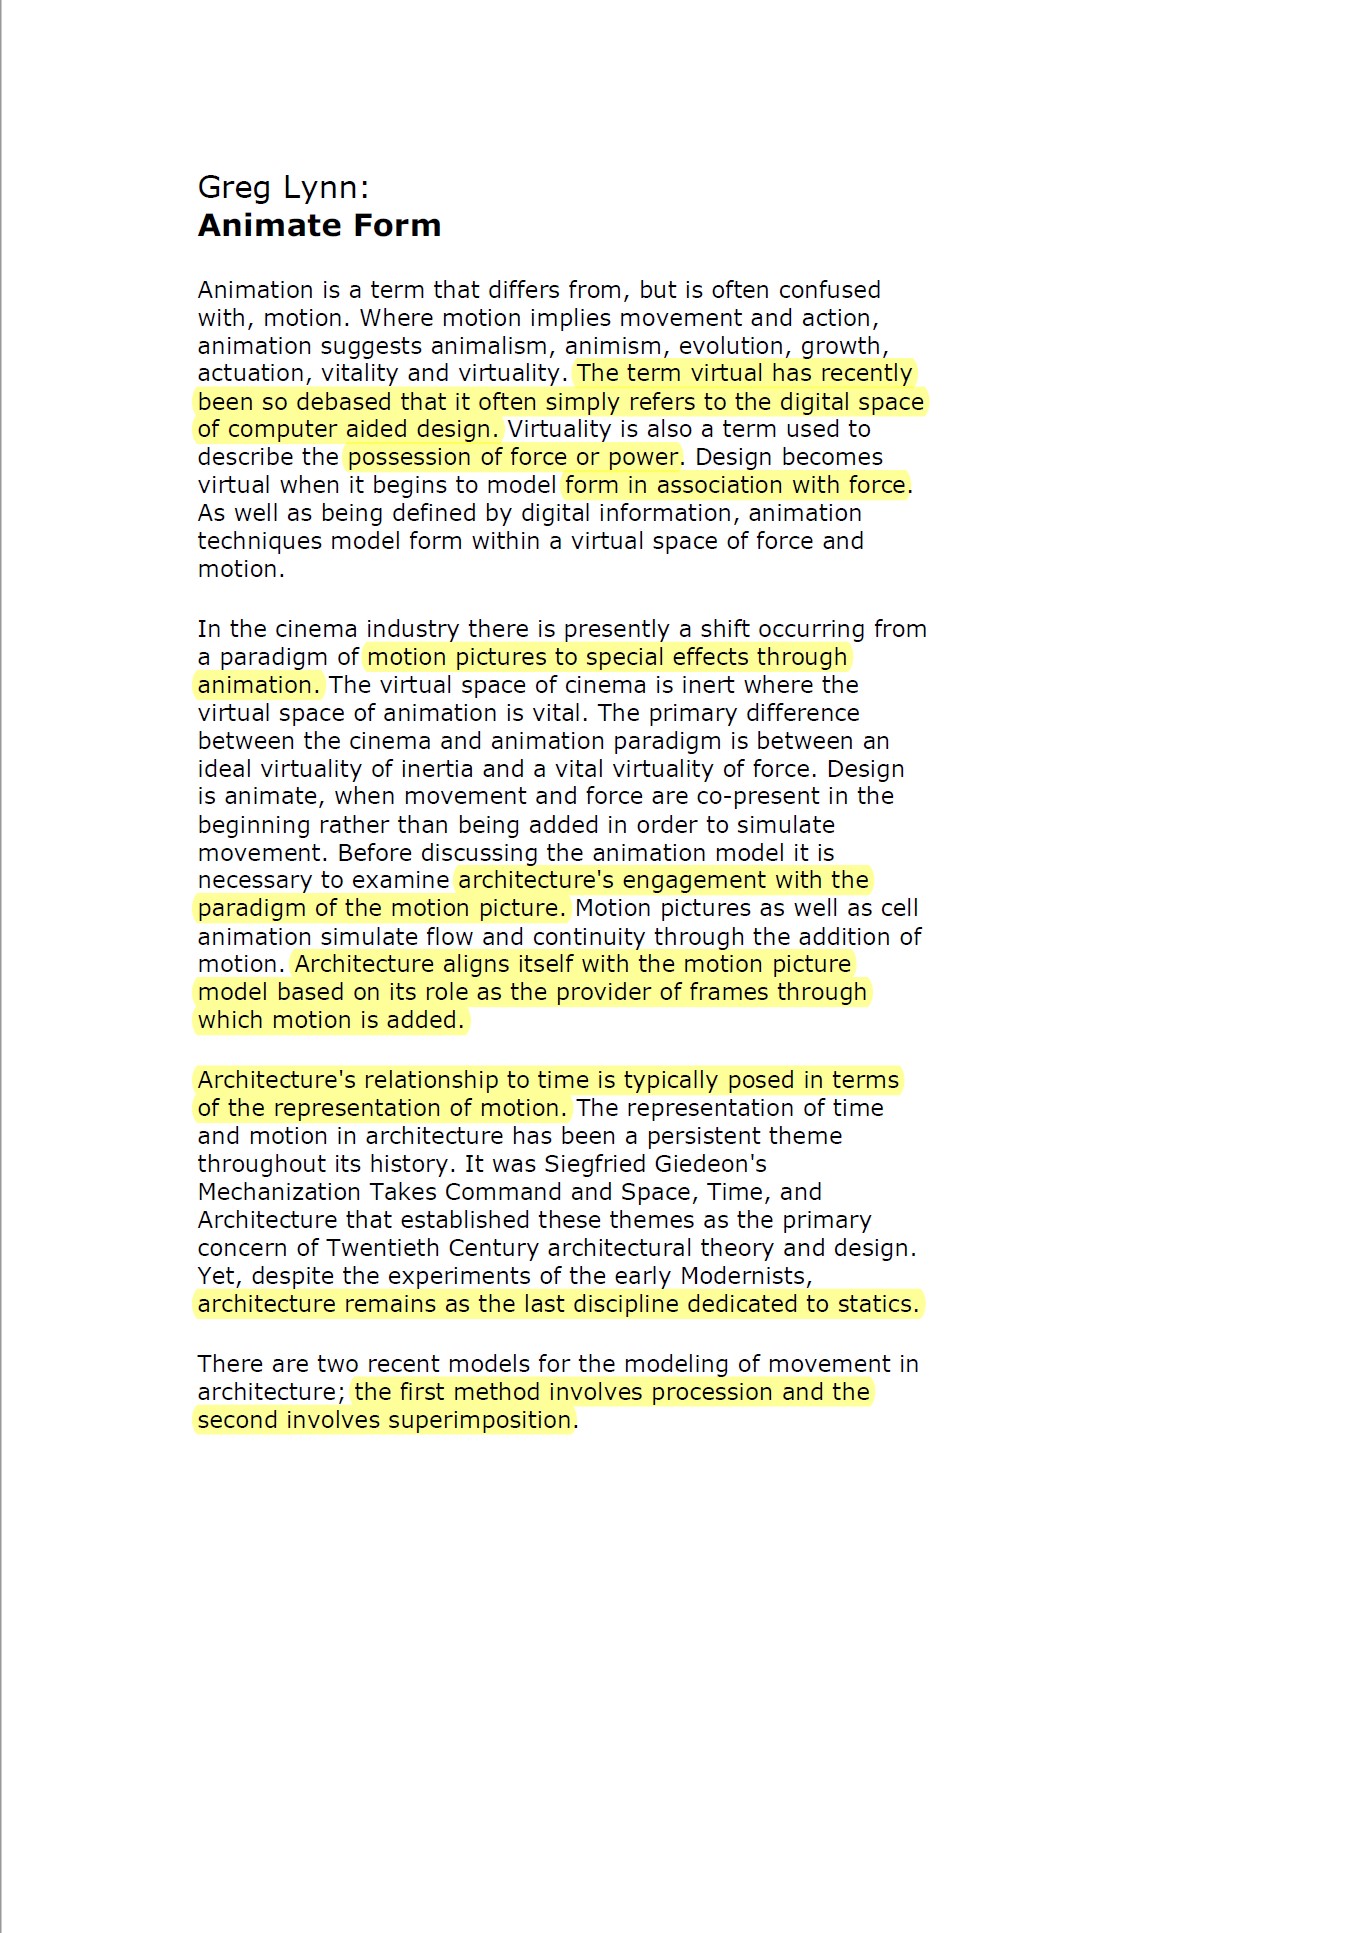 Greg Lynn:
Animate Form
Animation is a term that differs from, but is often confused
with, motion. Where motion implies movement and action,
animation suggests animalism, animism, evolution, growth,
actuation, vitality and virtuality. The term virtual has recently
been so debased that it often simply refers to the digital space
of computer aided design. Virtuality is also a term used to
describe the possession of force or power. Design becomes
virtual when it begins to model form in association with force.
As well as being defined by digital information, animation
techniques model form within a virtual space of force and
motion.
In the cinema industry there is presently a shift occurring from
a paradigm of motion pictures to special effects through
animation. The virtual space of cinema is inert where the
virtual space of animation is vital. The primary difference
between the cinema and animation paradigm is between an
ideal virtuality of inertia and a vital virtuality of force. Design
is animate, when movement and force are co-present in the
beginning rather than being added in order to simulate
movement. Before discussing the animation model it is
necessary to examine architecture's engagement with the
paradigm of the motion picture. Motion pictures as well as cell
animation simulate flow and continuity through the addition of
motion. Architecture aligns itself with the motion picture
model based on its role as the provider of frames through
which motion is added.
Architecture's relationship to time is typically posed in terms
of the representation of motion. The representation of time
and motion in architecture has been a persistent theme
throughout its history. It was Siegfried Giedeon's
Mechanization Takes Command and Space, Time, and
Architecture that established these themes as the primary
concern of Twentieth Century architectural theory and design.
Yet, despite the experiments of the early Modernists,
architecture remains as the last discipline dedicated to statics.
There are two recent models for the modeling of movement in
architecture; the first method involves procession and the
second involves superimposition.